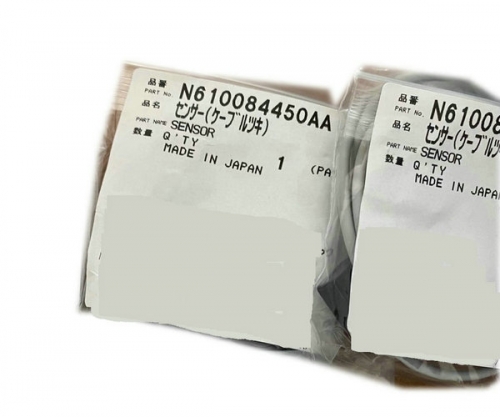 品番
PART No.
N610084450AA
品名
PART NAME
センサー(ケーブルツキ)
SENSOR
数量
Q'TY
1
(PA
MADE IN JAPAN
品番
PART No.
N61008
品名
PART NAME
センサー(ケーブルツ
SENSOR
数量
Q'TY
MADE IN JAPAN